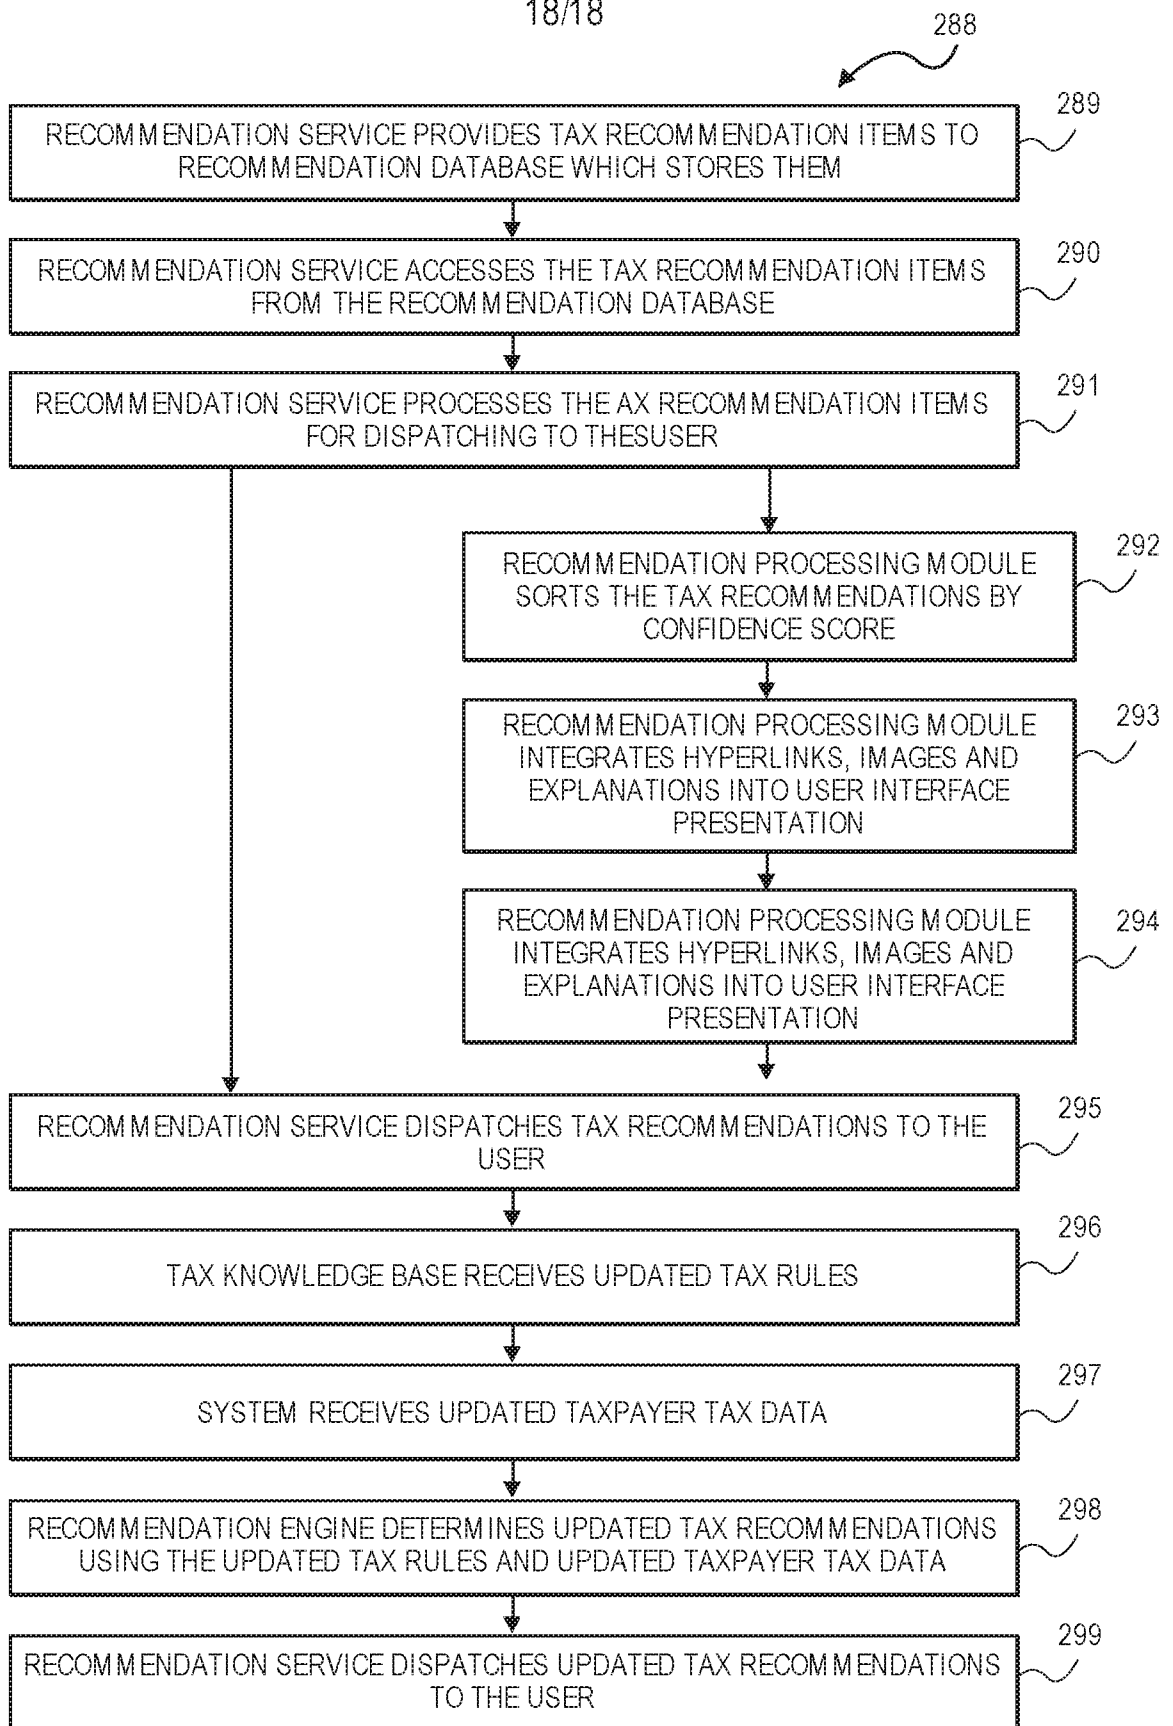 18/18
288
RECOMMENDATION SERVICE PROVIDES TAX RECOMMENDATION ITEMS TO
RECOMMENDATION DATABASE WHICH STORES THEM
289
RECOMMENDATION SERVICE ACCESSES THE TAX RECOMMENDATION ITEMS
FROM THE RECOMMENDATION DATABASE
290
RECOMMENDATION SERVICE PROCESSES THE AX RECOMMENDATION ITEMS
FOR DISPATCHING TO THESUSER
291
RECOMMENDATION PROCESSING MODULE
SORTS THE TAX RECOMMENDATIONS BY
CONFIDENCE SCORE
292
RECOMMENDATION PROCESSING MODULE
INTEGRATES HYPERLINKS, IMAGES AND
EXPLANATIONS INTO USER INTERFACE
PRESENTATION
293
RECOMMENDATION PROCESSING MODULE
INTEGRATES HYPERLINKS, IMAGES AND
EXPLANATIONS INTO USER INTERFACE
PRESENTATION
294
RECOMMENDATION SERVICE DISPATCHES TAX RECOMMENDATIONS TO THE
USER
295
TAX KNOWLEDGE BASE RECEIVES UPDATED TAX RULES
296
SYSTEM RECEIVES UPDATED TAXPAYER TAX DATA
297
RECOMMENDATION ENGINE DETERMINES UPDATED TAX RECOMMENDATIONS
USING THE UPDATED TAX RULES AND UPDATED TAXPAYER TAX DATA
298
RECOMMENDATION SERVICE DISPATCHES UPDATED TAX RECOMMENDATIONS
TO THE USER
299